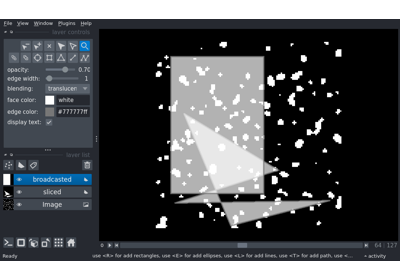 File View Window Plugins Help
layer controls
opacity: 0.70
edge width: 1
blending: translucen
face color: white
edge color: #777777ff
display text:
layer list
broadcasted
sliced
Image
64 : 127
Ready use <R> for add rectangles, use <E> for add ellipses, use <L> for add lines, use <T> for add path, use <... activity